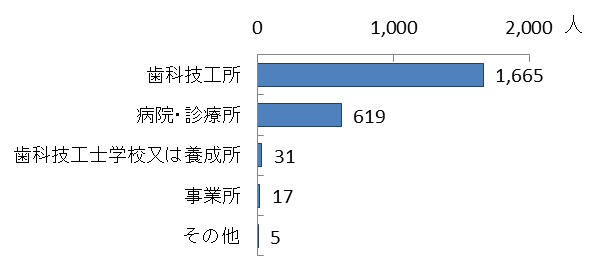 0 1,000 2,000 人
歯科技工所 1,665
病院・診療所 619
歯科技工士学校又は養成所 31
事業所 17
その他 5